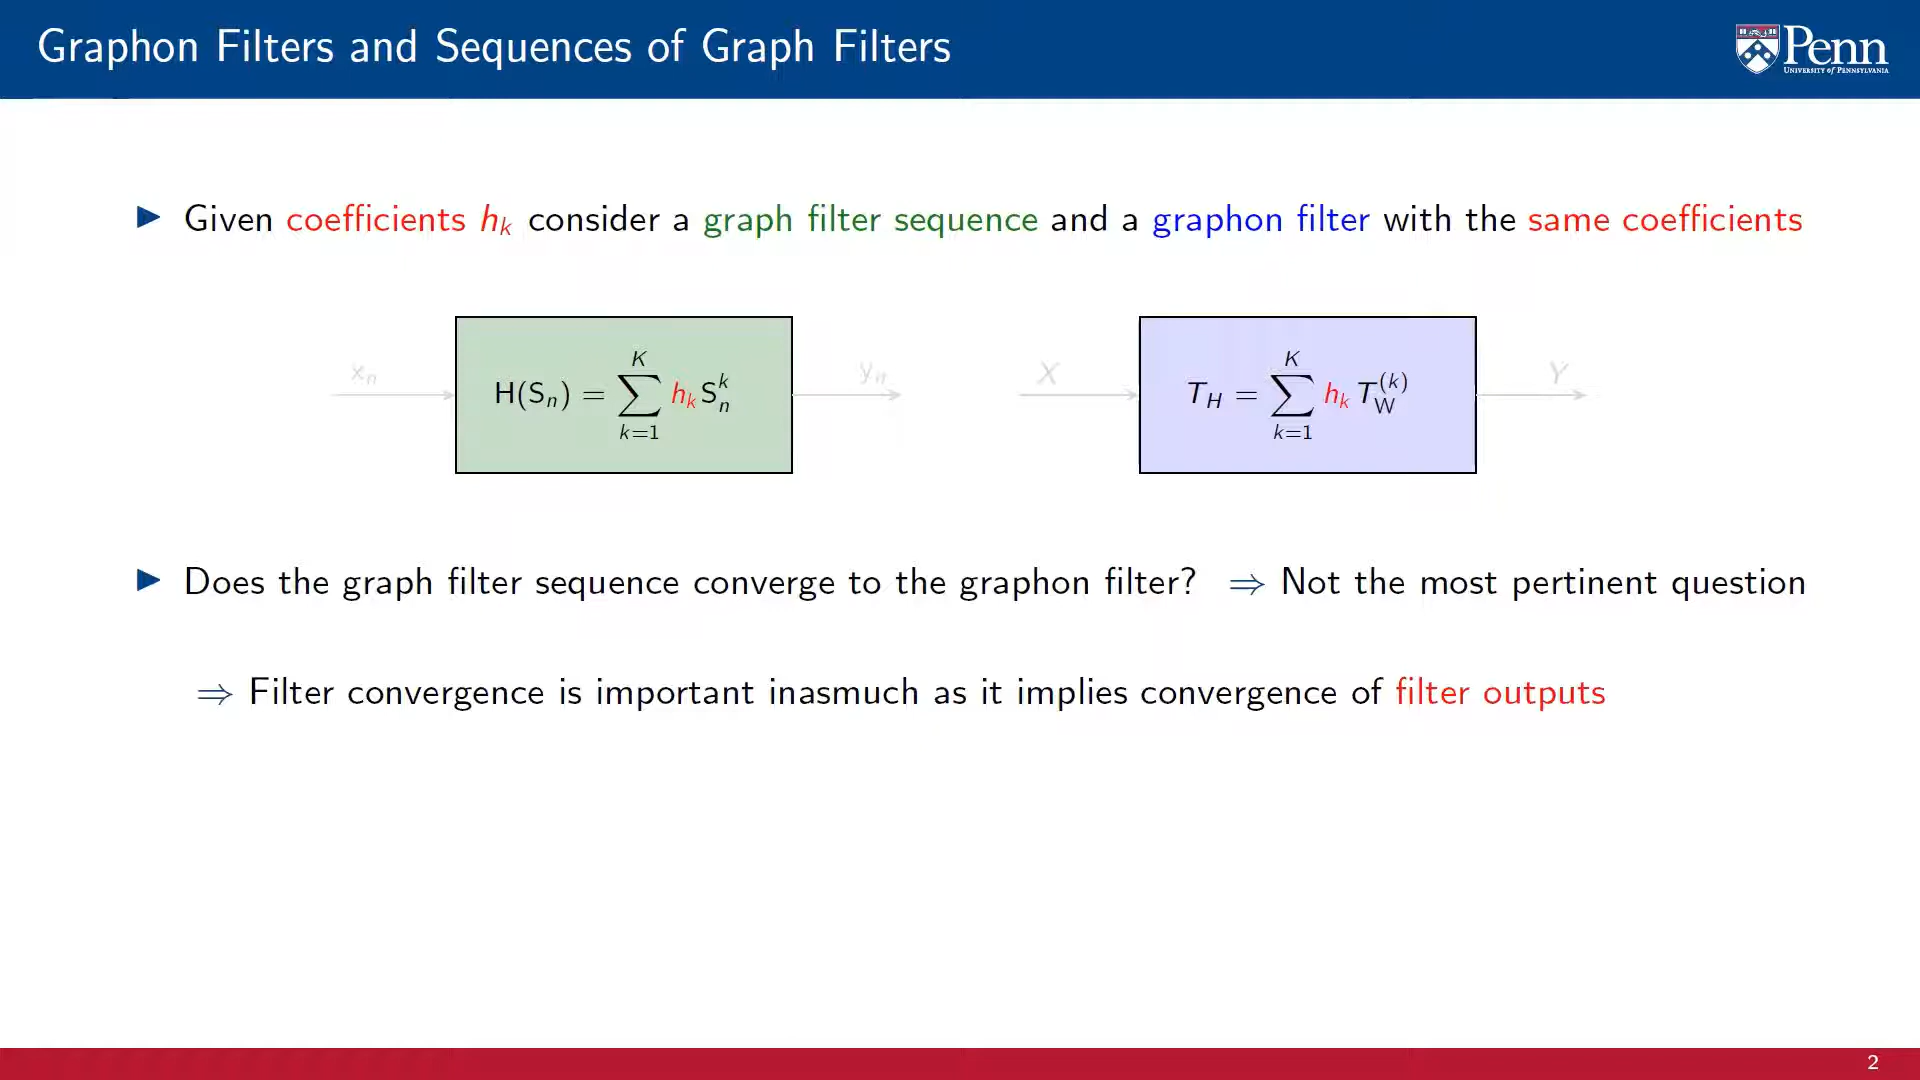 Graphon Filters and Sequences of Graph Filters
Penn
UNIVERSITY of PENNSYLVANIA
▶ Given coefficients h_k consider a graph filter sequence and a graphon filter with the same coefficients
x_n
H(S_n) = \sum_{k=1}^{K} h_k S_n^k
y_n
X
T_H = \sum_{k=1}^{K} h_k T_W^{(k)}
Y
▶ Does the graph filter sequence converge to the graphon filter? ⇒ Not the most pertinent question
⇒ Filter convergence is important inasmuch as it implies convergence of filter outputs
2